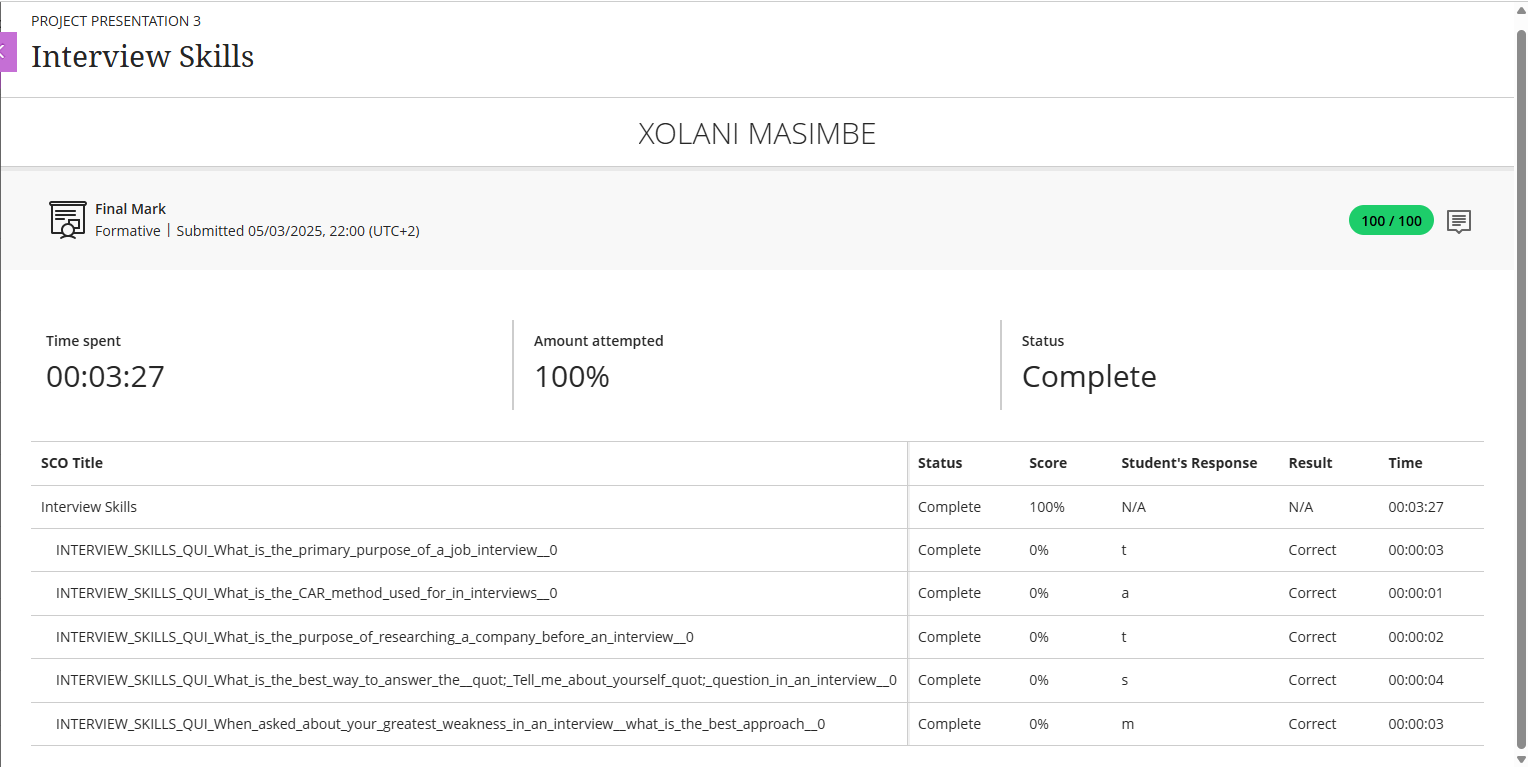 PROJECT PRESENTATION 3
Interview Skills
XOLANI MASIMBE
Final Mark
Formative | Submitted 05/03/2025, 22:00 (UTC+2)
100 / 100
Time spent
00:03:27
Amount attempted
100%
Status
Complete
SCO Title Status Score Student's Response Result Time
Interview Skills Complete 100% N/A N/A 00:03:27
INTERVIEW_SKILLS_QUI_What_is_the_primary_purpose_of_a_job_interview__0 Complete 0% t Correct 00:00:03
INTERVIEW_SKILLS_QUI_What_is_the_CAR_method_used_for_in_interviews__0 Complete 0% a Correct 00:00:01
INTERVIEW_SKILLS_QUI_What_is_the_purpose_of_researching_a_company_before_an_interview__0 Complete 0% t Correct 00:00:02
INTERVIEW_SKILLS_QUI_What_is_the_best_way_to_answer_the__quot;_Tell_me_about_yourself_quot;_question_in_an_interview__0 Complete 0% s Correct 00:00:04
INTERVIEW_SKILLS_QUI_When_asked_about_your_greatest_weakness_in_an_interview__what_is_the_best_approach__0 Complete 0% m Correct 00:00:03